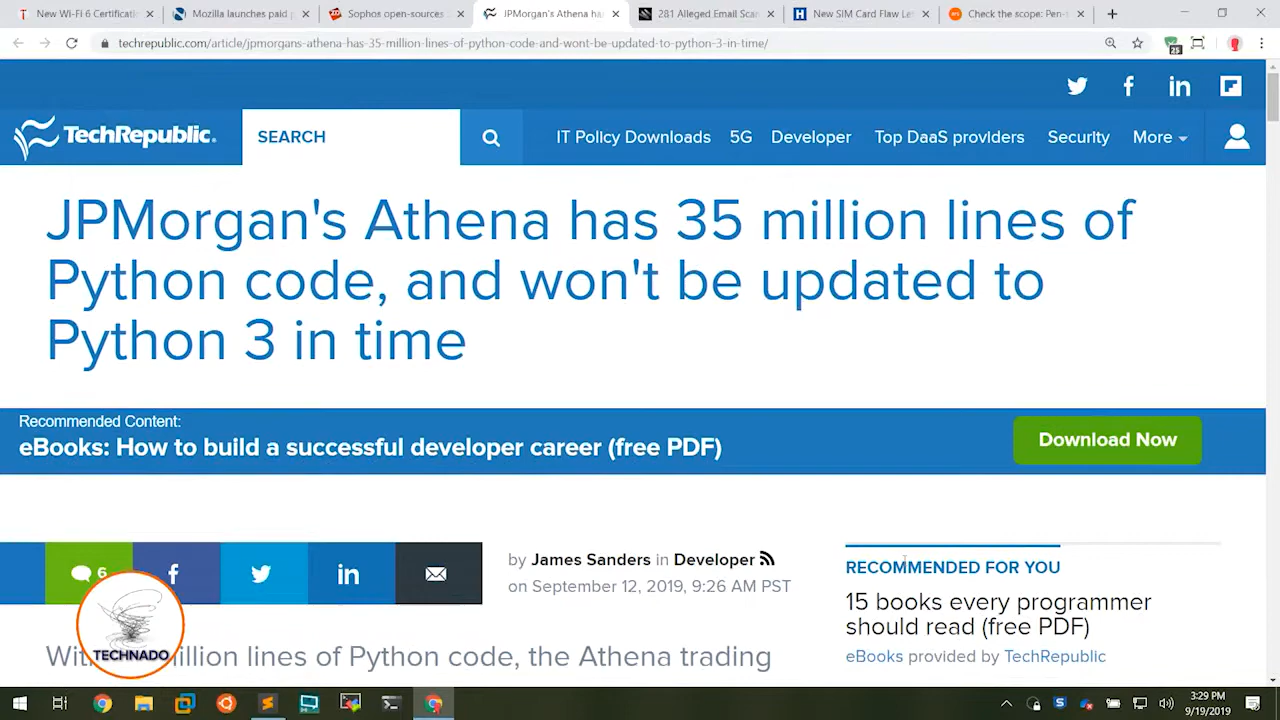 New Wi-Fi 6 Certificati
Mozilla launches paid p
Sophos open-sources
JPMorgan's Athena ha
281 Alleged Email Sca
New SIM Card Flaw Le
Check the scope: Pen-t
techrepublic.com/article/jpmorgans-athena-has-35-million-lines-of-python-code-and-wont-be-updated-to-python-3-in-time/
25
TechRepublic.
SEARCH
IT Policy Downloads
5G
Developer
Top DaaS providers
Security
More
JPMorgan's Athena has 35 million lines of
Python code, and won't be updated to
Python 3 in time
Recommended Content:
eBooks: How to build a successful developer career (free PDF)
Download Now
6
by James Sanders in Developer
on September 12, 2019, 9:26 AM PST
RECOMMENDED FOR YOU
15 books every programmer
should read (free PDF)
eBooks provided by TechRepublic
TECHNADO
illion lines of Python code, the Athena trading
3:29 PM
9/19/2019